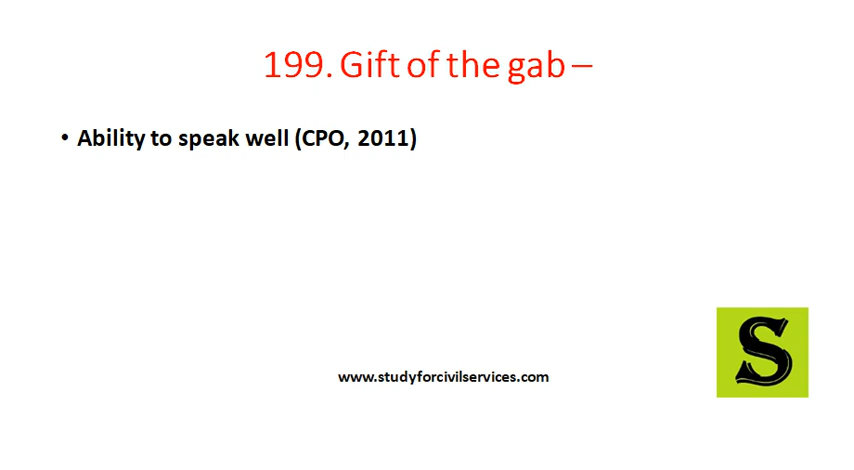 199. Gift of the gab –
• Ability to speak well (CPO, 2011)
www.studyforcivilservices.com
S